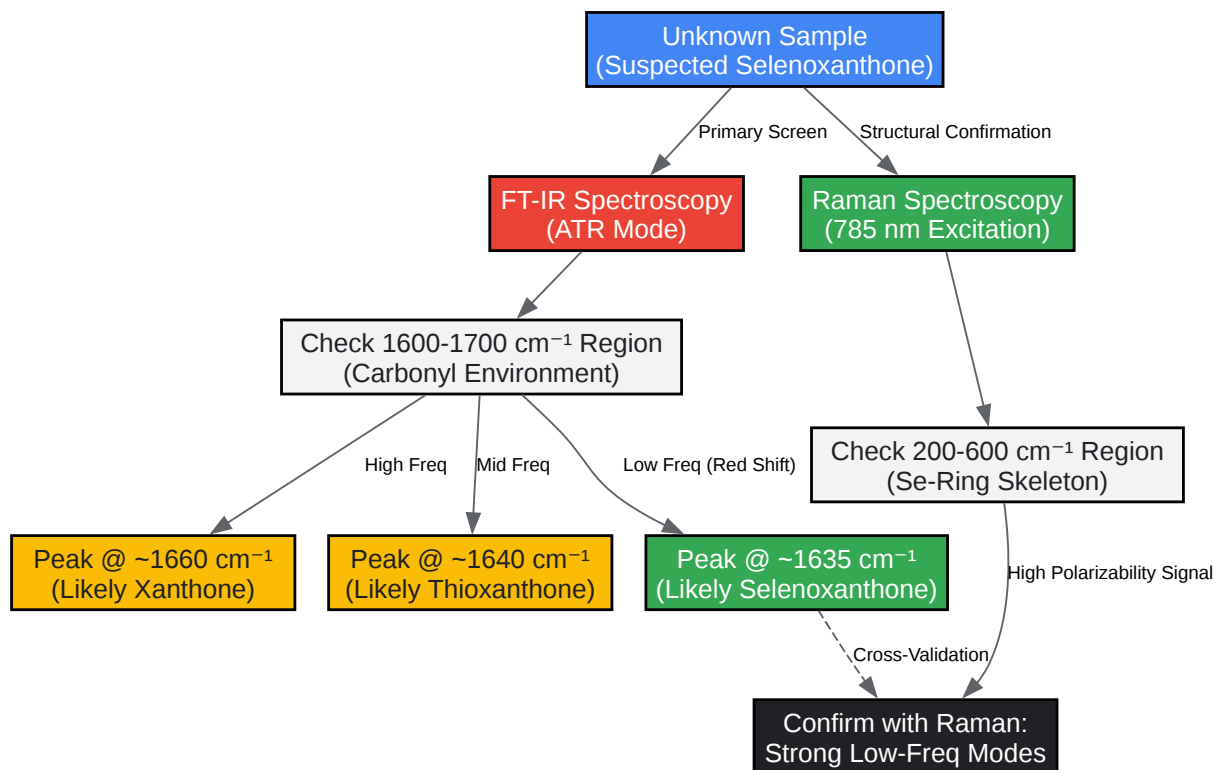 Unknown Sample
(Suspected Selenoxanthone)
Primary Screen
Structural Confirmation
FT-IR Spectroscopy
(ATR Mode)
Raman Spectroscopy
(785 nm Excitation)
Check 1600-1700 cm⁻¹ Region
(Carbonyl Environment)
Check 200-600 cm⁻¹ Region
(Se-Ring Skeleton)
High Freq
Mid Freq
Low Freq (Red Shift)
Peak @ ~1660 cm⁻¹
(Likely Xanthone)
Peak @ ~1640 cm⁻¹
(Likely Thioxanthone)
Peak @ ~1635 cm⁻¹
(Likely Selenoxanthone)
High Polarizability Signal
Cross-Validation
Confirm with Raman:
Strong Low-Freq Modes